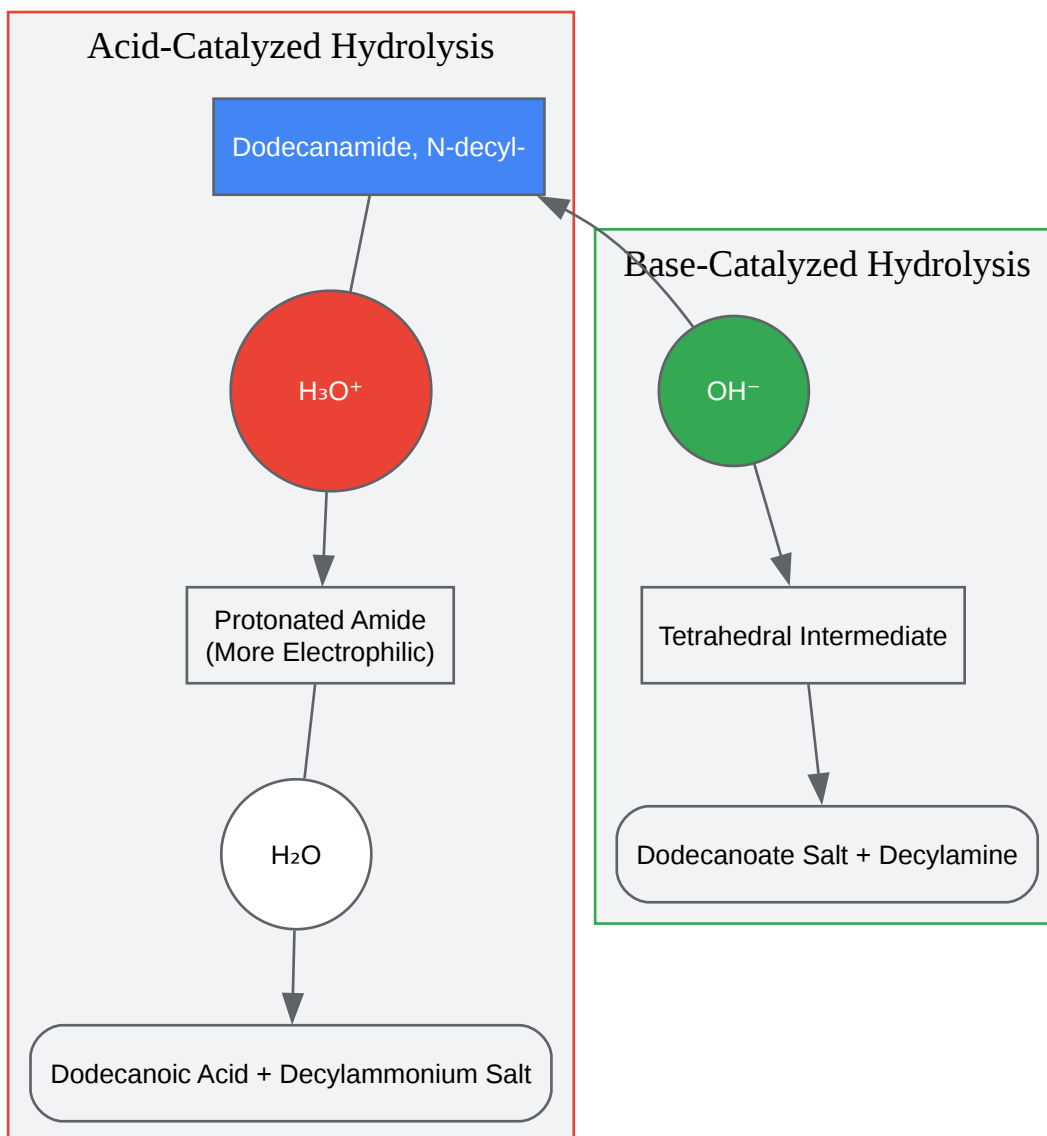 Acid-Catalyzed Hydrolysis
Dodecanamide, N-decyl-
H₃O⁺
Protonated Amide
(More Electrophilic)
H₂O
Dodecanoic Acid + Decylammonium Salt
Base-Catalyzed Hydrolysis
OH⁻
Tetrahedral Intermediate
Dodecanoate Salt + Decylamine